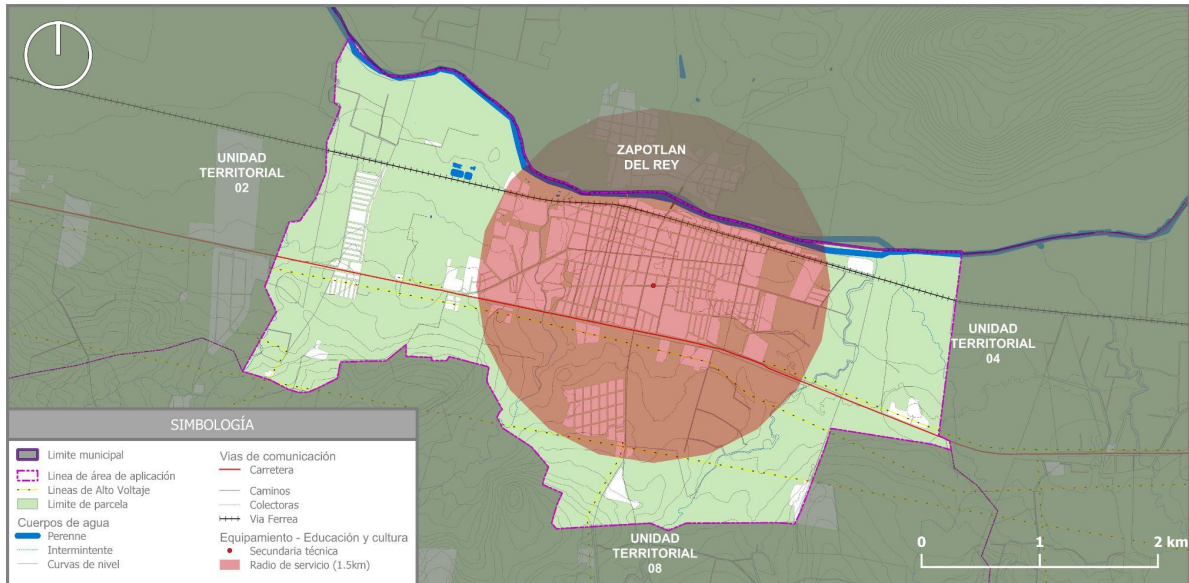 ZAPOTLAN
DEL REY
UNIDAD
TERRITORIAL
02
UNIDAD
TERRITORIAL
04
UNIDAD
TERRITORIAL
08
0 1 2 km
SIMBOLOGÍA
Limite municipal
Linea de área de aplicación
Lineas de Alto Voltaje
Limite de parcela
Cuerpos de agua
Perenne
Intermintente
Curvas de nivel
Vias de comunicación
Carretera
Caminos
Colectoras
Via Ferrea
Equipamiento - Educación y cultura
Secundaria técnica
Radio de servicio (1.5km)